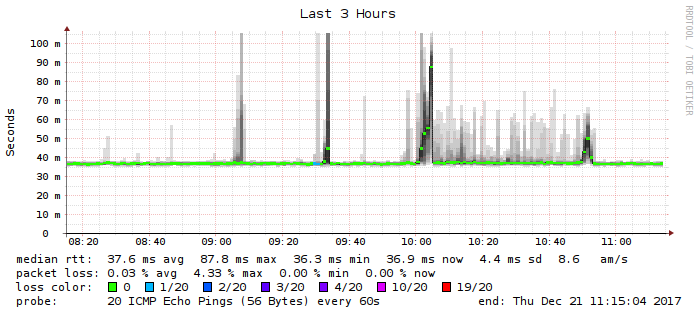 Last 3 Hours
RRDTOOL / TOBI OETIKER
Seconds
100 m
90 m
80 m
70 m
60 m
50 m
40 m
30 m
20 m
10 m
0
08:20 08:40 09:00 09:20 09:40 10:00 10:20 10:40 11:00
median rtt: 37.6 ms avg 87.8 ms max 36.3 ms min 36.9 ms now 4.4 ms sd 8.6 am/s
packet loss: 0.03 % avg 4.33 % max 0.00 % min 0.00 % now
loss color: 0 1/20 2/20 3/20 4/20 10/20 19/20
probe: 20 ICMP Echo Pings (56 Bytes) every 60s end: Thu Dec 21 11:15:04 2017